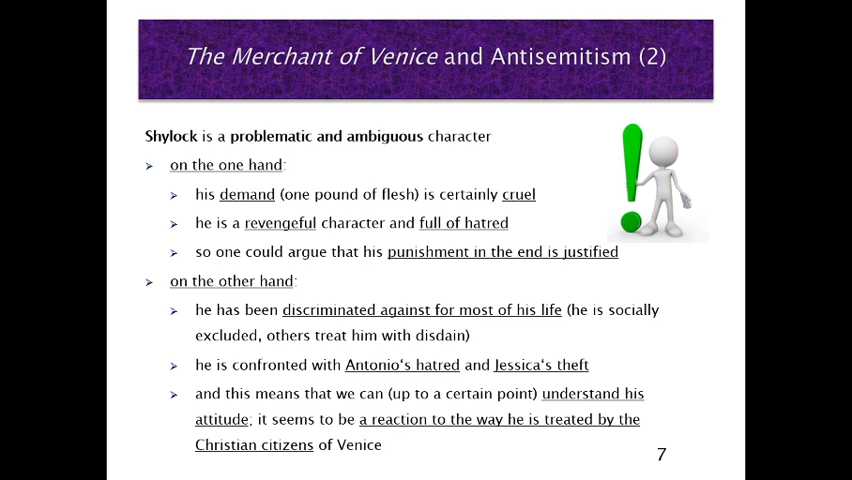 The Merchant of Venice and Antisemitism (2)
Shylock is a problematic and ambiguous character
on the one hand:
his demand (one pound of flesh) is certainly cruel
he is a revengeful character and full of hatred
so one could argue that his punishment in the end is justified
on the other hand:
he has been discriminated against for most of his life (he is socially
excluded, others treat him with disdain)
he is confronted with Antonio‘s hatred and Jessica‘s theft
and this means that we can (up to a certain point) understand his
attitude; it seems to be a reaction to the way he is treated by the
Christian citizens of Venice
7